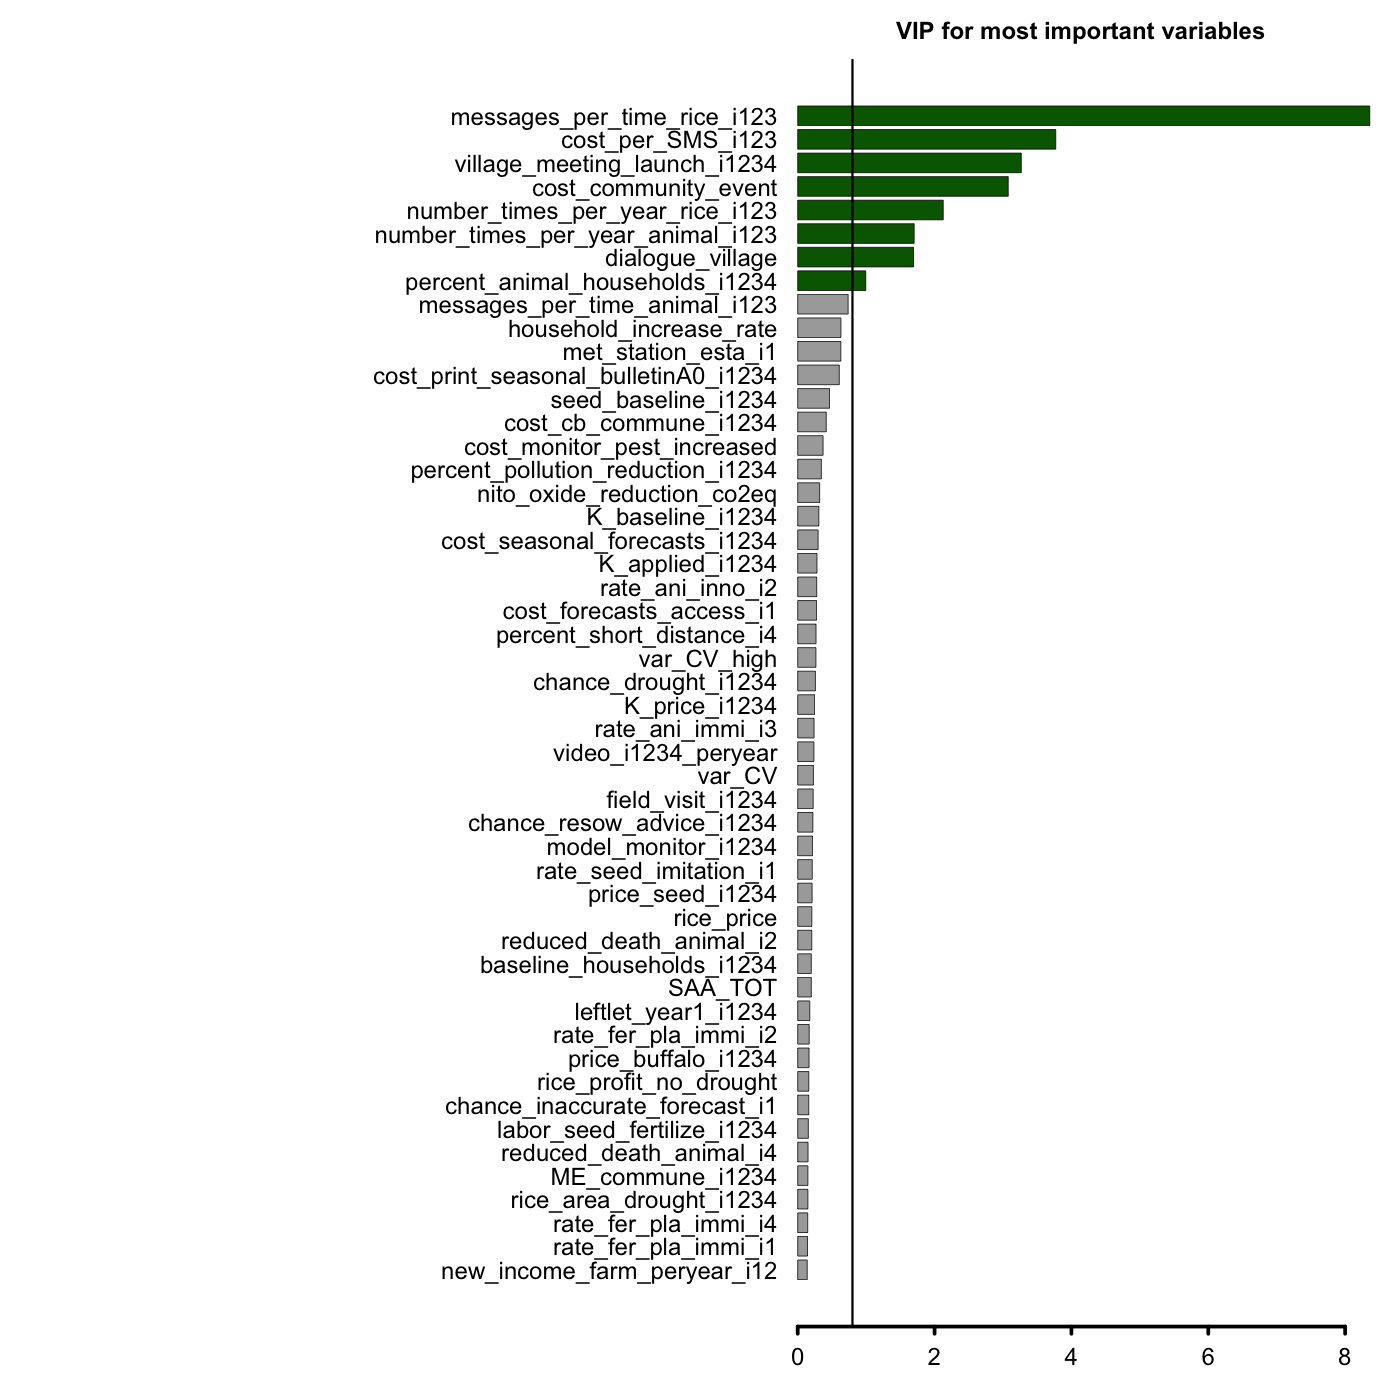 VIP for most important variables
messages_per_time_rice_i123
cost_per_SMS_i123
village_meeting_launch_i1234
cost_community_event
number_times_per_year_rice_i123
number_times_per_year_animal_i123
dialogue_village
percent_animal_households_i1234
messages_per_time_animal_i123
household_increase_rate
met_station_esta_i1
cost_print_seasonal_bulletinA0_i1234
seed_baseline_i1234
cost_cb_commune_i1234
cost_monitor_pest_increased
percent_pollution_reduction_i1234
nito_oxide_reduction_co2eq
K_baseline_i1234
cost_seasonal_forecasts_i1234
K_applied_i1234
rate_ani_inno_i2
cost_forecasts_access_i1
percent_short_distance_i4
var_CV_high
chance_drought_i1234
K_price_i1234
rate_ani_immi_i3
video_i1234_peryear
var_CV
field_visit_i1234
chance_resow_advice_i1234
model_monitor_i1234
rate_seed_imitation_i1
price_seed_i1234
rice_price
reduced_death_animal_i2
baseline_households_i1234
SAA_TOT
leftlet_year1_i1234
rate_fer_pla_immi_i2
price_buffalo_i1234
rice_profit_no_drought
chance_inaccurate_forecast_i1
labor_seed_fertilize_i1234
reduced_death_animal_i4
ME_commune_i1234
rice_area_drought_i1234
rate_fer_pla_immi_i4
rate_fer_pla_immi_i1
new_income_farm_peryear_i12
0 2 4 6 8